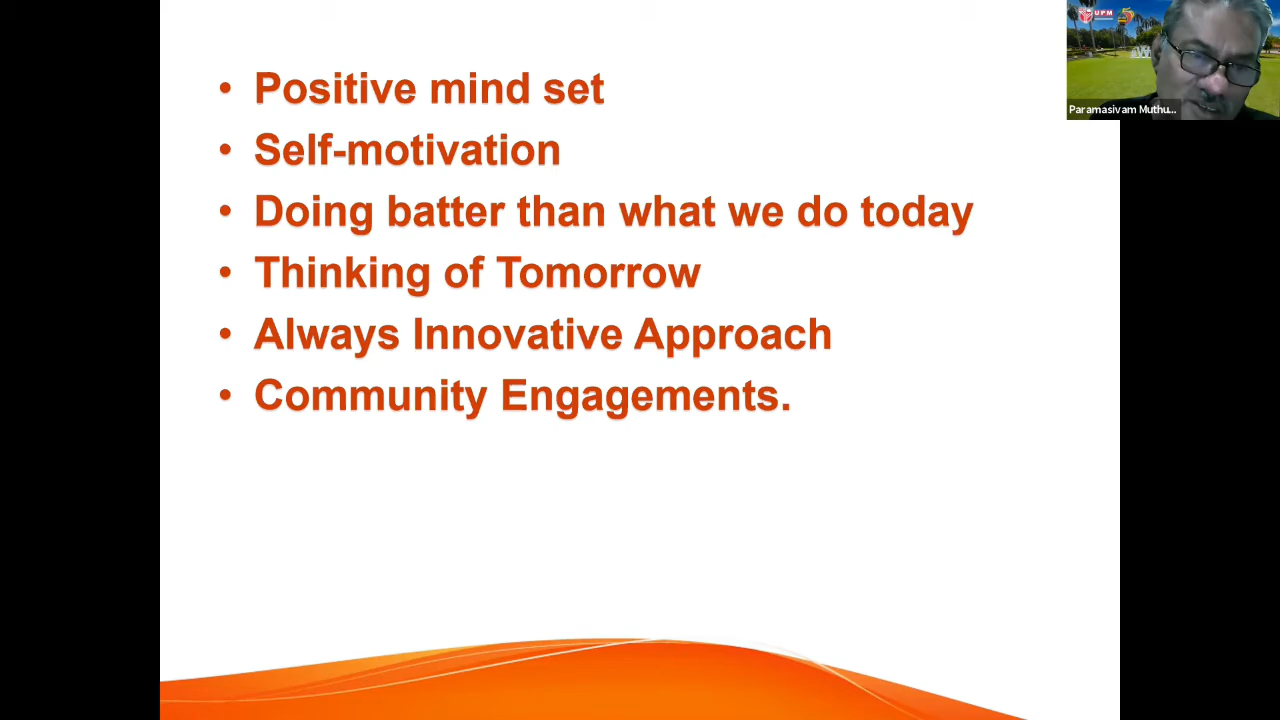 • Positive mind set
• Self-motivation
• Doing batter than what we do today
• Thinking of Tomorrow
• Always Innovative Approach
• Community Engagements.
UPM
Paramasivam Muthu...